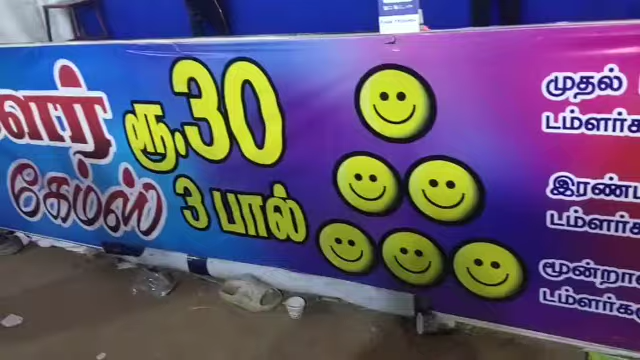 ளார்
கேம்ஸ்
ரூ.30
3 பால்
முதல்
டம்ளர்க
இரண்
டம்ளர்க
மூன்றா
டம்ளர்க